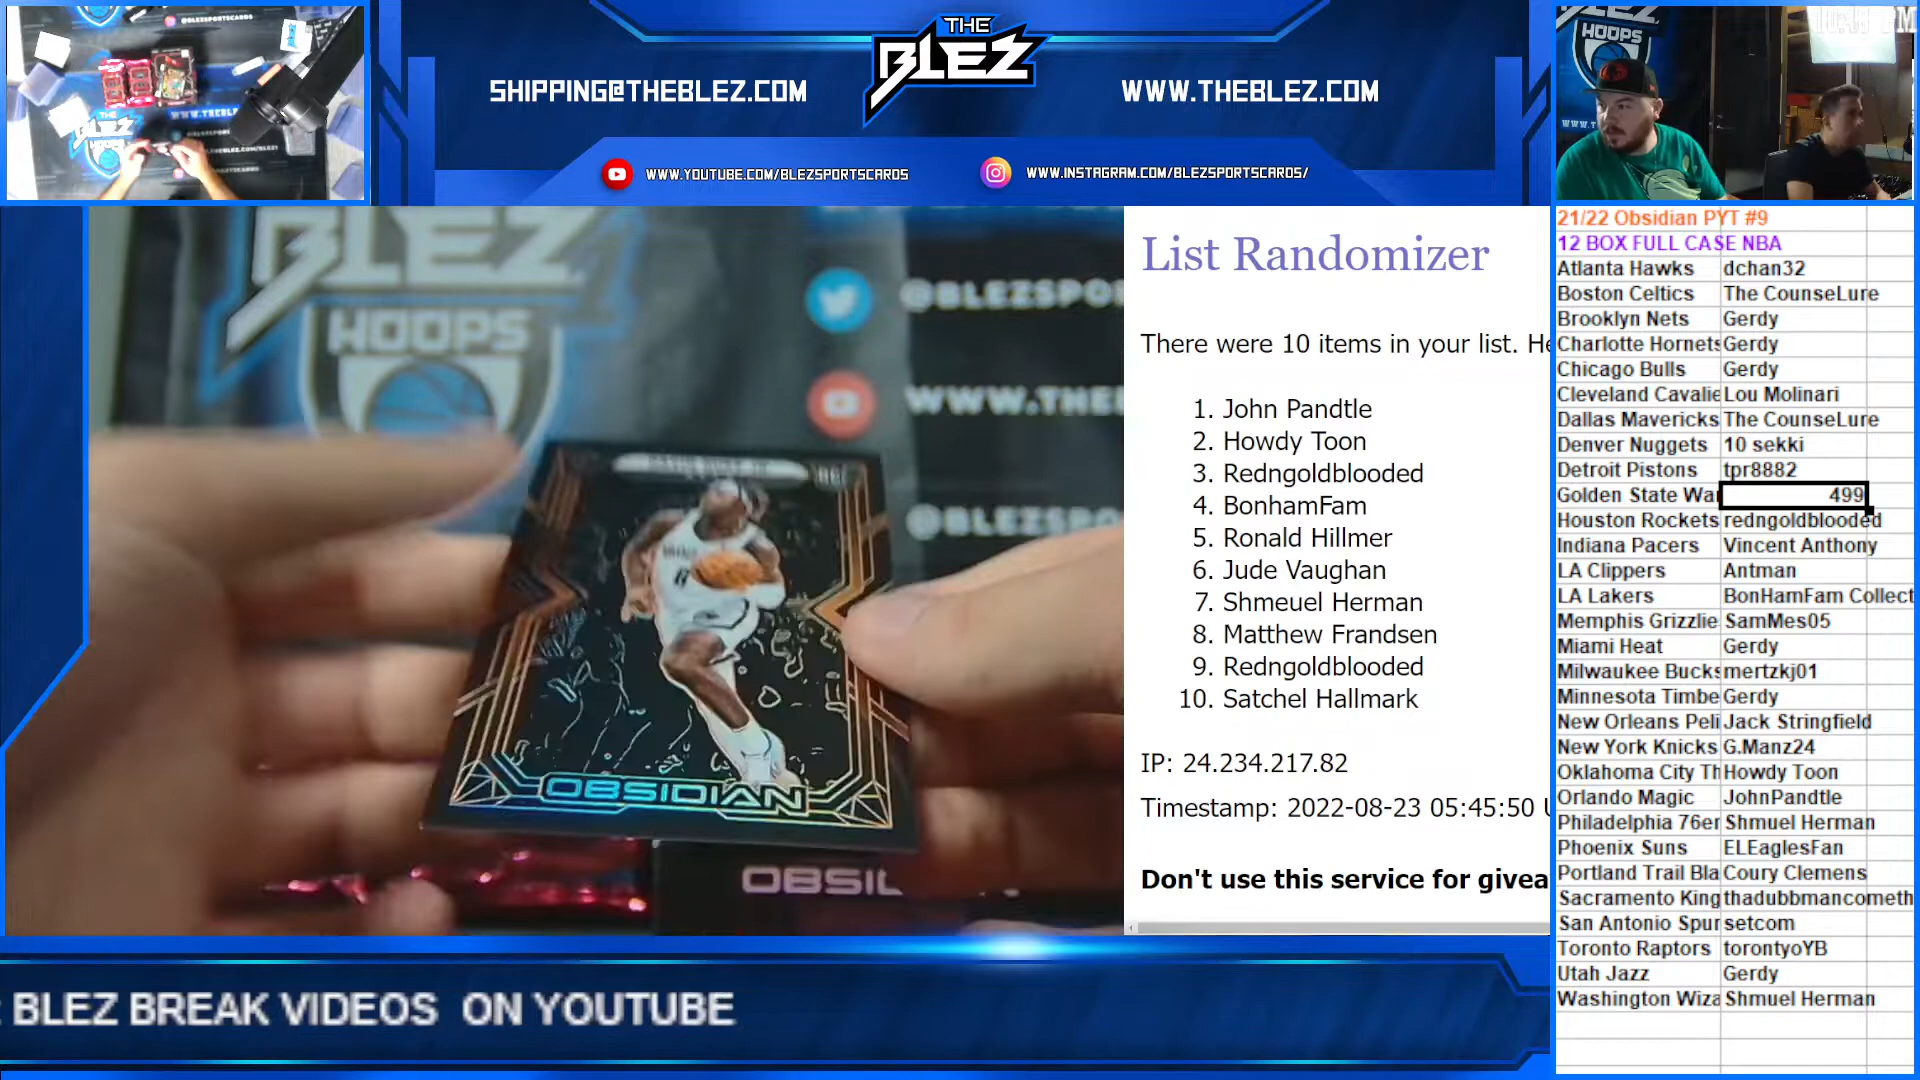 @BLEZSPORTSCARDS
THE
BLEZ
SHIPPING@THEBLEZ.COM
WWW.THEBLEZ.COM
WWW.YOUTUBE.COM/BLEZSPORTSCARDS
WWW.INSTAGRAM.COM/BLEZSPORTSCARDS/
HOOPS
BLEZ
HOOPS
@BLEZSPO
WWW.THE
@BLEZSPO
OBSIDIAN
OBSI
List Randomizer
There were 10 items in your list. He
1. John Pandtle
2. Howdy Toon
3. Redngoldblooded
4. BonhamFam
5. Ronald Hillmer
6. Jude Vaughan
7. Shmeuel Herman
8. Matthew Frandsen
9. Redngoldblooded
10. Satchel Hallmark
IP: 24.234.217.82
Timestamp: 2022-08-23 05:45:50 U
Don't use this service for givea
21/22 Obsidian PYT #9
12 BOX FULL CASE NBA
Atlanta Hawks dchan32
Boston Celtics The CounseLure
Brooklyn Nets Gerdy
Charlotte Hornets Gerdy
Chicago Bulls Gerdy
Cleveland Cavalie Lou Molinari
Dallas Mavericks The CounseLure
Denver Nuggets 10 sekki
Detroit Pistons tpr8882
Golden State Wa 499
Houston Rockets redngoldblooded
Indiana Pacers Vincent Anthony
LA Clippers Antman
LA Lakers BonHamFam Collect
Memphis Grizzlie SamMes05
Miami Heat Gerdy
Milwaukee Bucks mertzkj01
Minnesota Timbe Gerdy
New Orleans Peli Jack Stringfield
New York Knicks G.Manz24
Oklahoma City Th Howdy Toon
Orlando Magic JohnPandtle
Philadelphia 76er Shmuel Herman
Phoenix Suns ELEaglesFan
Portland Trail Bla Coury Clemens
Sacramento King thadubbmancometh
San Antonio Spur setcom
Toronto Raptors torontyoYB
Utah Jazz Gerdy
Washington Wiza Shmuel Herman
: BLEZ BREAK VIDEOS ON YOUTUBE